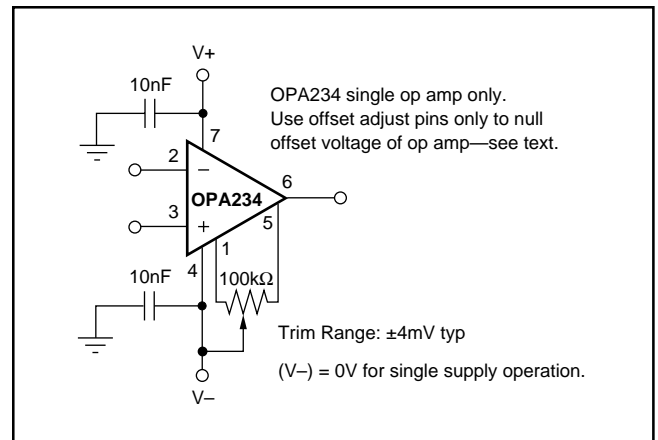 V+
10nF
OPA234 single op amp only.
Use offset adjust pins only to null
offset voltage of op amp—see text.
7
2
–
6
OPA234
3
+
5
1
4
10nF
100kΩ
Trim Range: ±4mV typ
(V–) = 0V for single supply operation.
V–